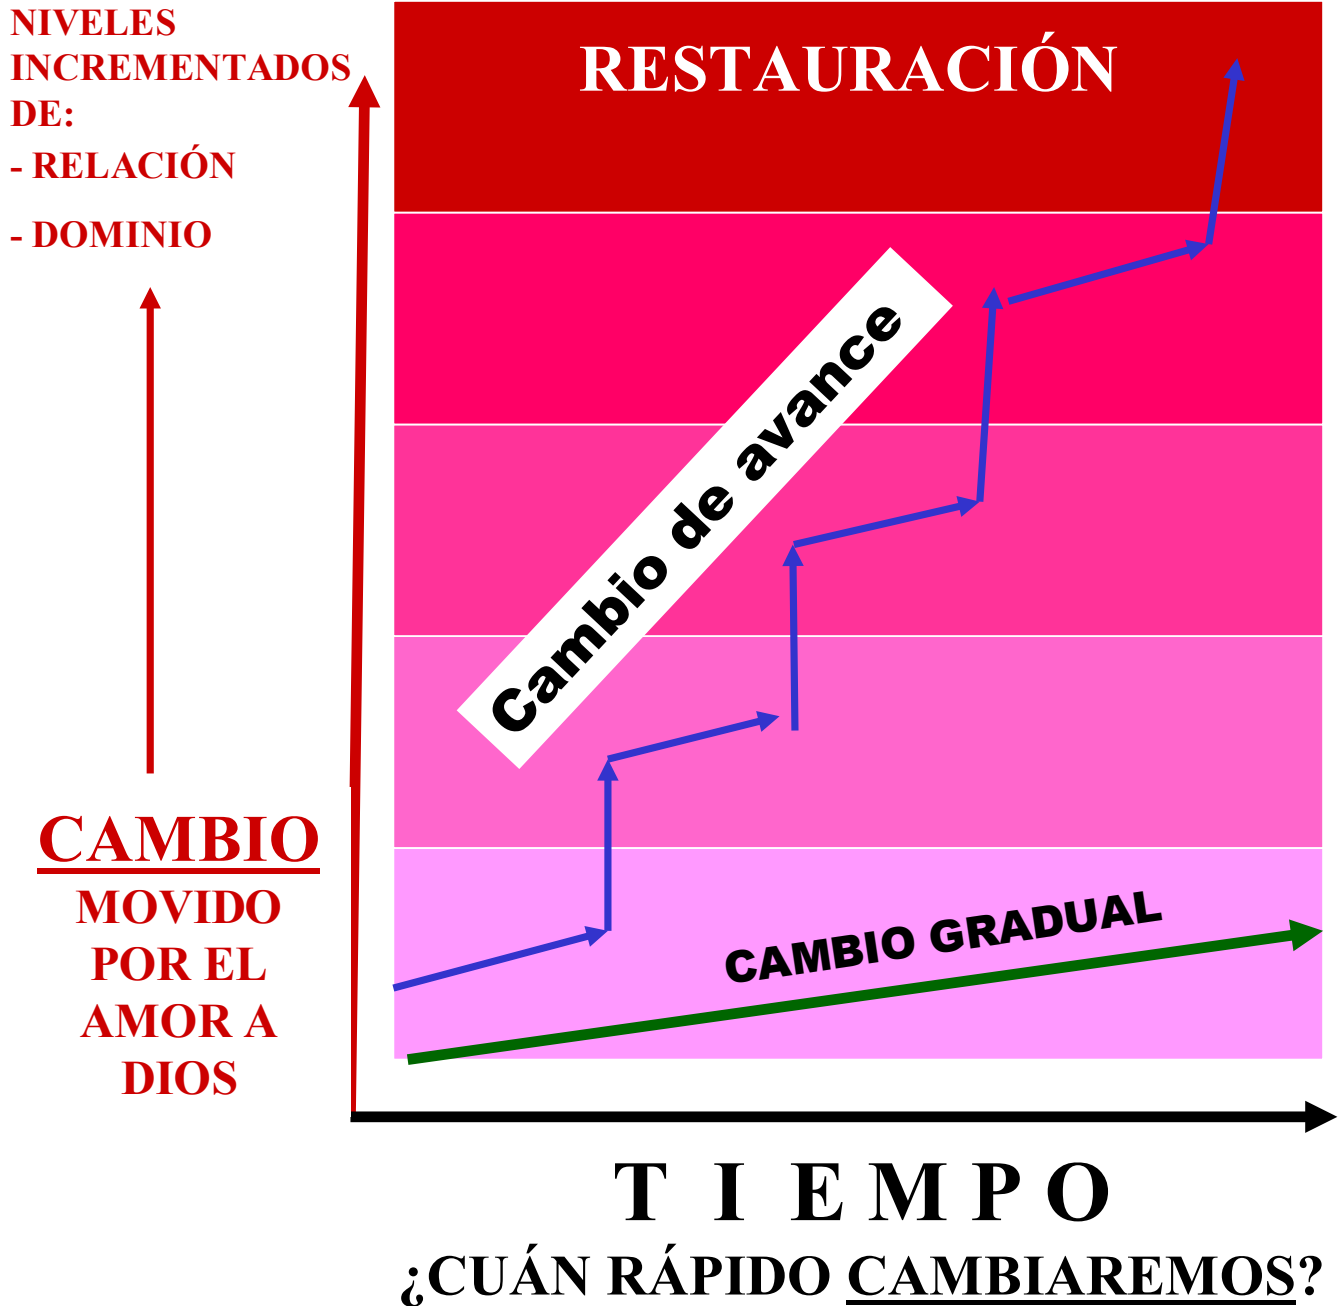 NIVELES
INCREMENTADOS
DE:
- RELACIÓN
- DOMINIO
CAMBIO
MOVIDO
POR EL
AMOR A
DIOS
RESTAURACIÓN
Cambio de avance
CAMBIO GRADUAL
T I E M P O
¿CUÁN RÁPIDO CAMBIAREMOS?